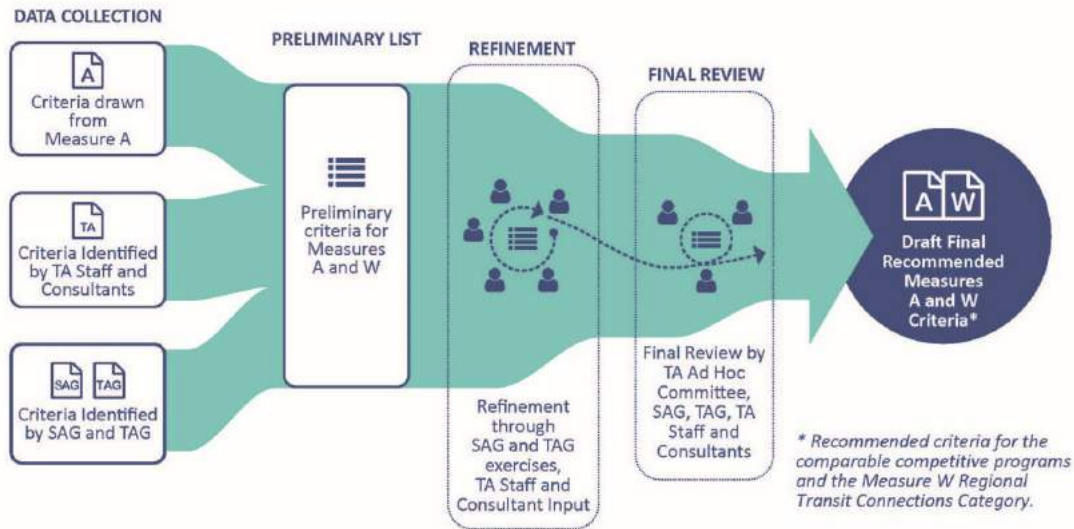 DATA COLLECTION
A
Criteria drawn
from
Measure A
TA
Criteria Identified
by TA Staff and
Consultants
SAG TAG
Criteria Identified
by SAG and TAG
PRELIMINARY LIST
Preliminary
criteria for
Measures
A and W
REFINEMENT
Refinement
through
SAG and TAG
exercises,
TA Staff and
Consultant Input
FINAL REVIEW
Final Review by
TA Ad Hoc
Committee,
SAG, TAG, TA
Staff and
Consultants
A W
Draft Final
Recommended
Measures
A and W
Criteria*
* Recommended criteria for the
comparable competitive programs
and the Measure W Regional
Transit Connections Category.